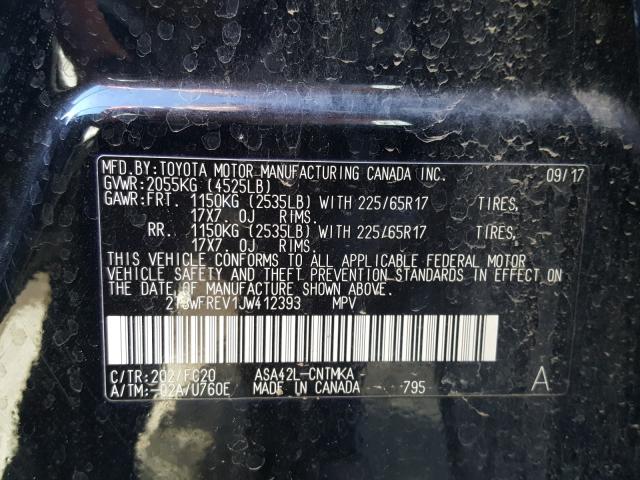 MFD.BY:TOYOTA MOTOR MANUFACTURING CANADA INC. 09/17
GVWR:2055KG (4525LB)
GAWR:FRT. 1150KG (2535LB) WITH 225/65R17 TIRES,
17X7.0J RIMS.
RR. 1150KG (2535LB) WITH 225/65R17 TIRES,
17X7.0J RIMS.
THIS VEHICLE CONFORMS TO ALL APPLICABLE FEDERAL MOTOR
VEHICLE SAFETY AND THEFT PREVENTION STANDARDS IN EFFECT ON
THE DATE OF MANUFACTURE SHOWN ABOVE.
2T3WFREV1JW412393 MPV
C/TR:202/FC20 ASA42L-CNTMKA
A/TM:-02A/U760E MADE IN CANADA 795 A